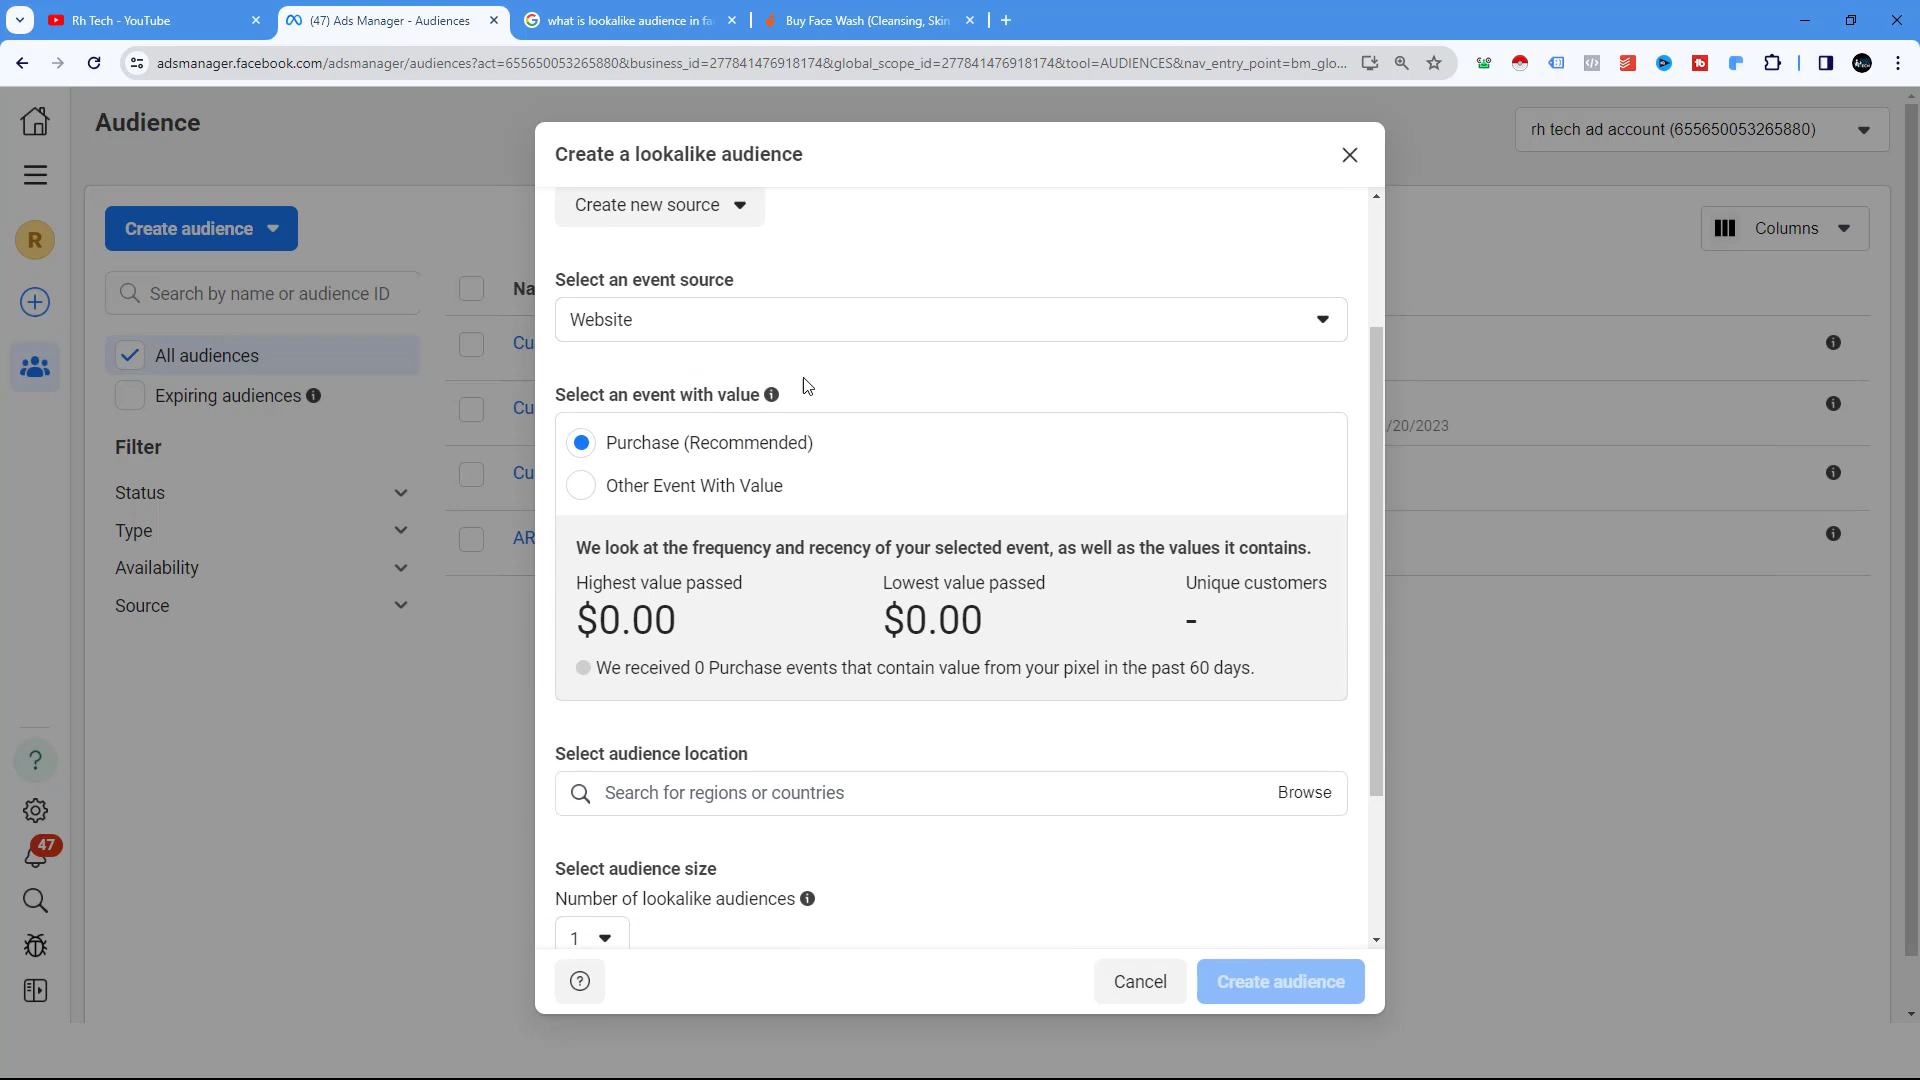 Rh Tech - YouTube
(47) Ads Manager - Audiences
what is lookalike audience in fa
Buy Face Wash (Cleansing, Skin
adsmanager.facebook.com/adsmanager/audiences?act=655650053265880&business_id=277841476918174&global_scope_id=277841476918174&tool=AUDIENCES&nav_entry_point=bm_glo...
Audience
rh tech ad account (655650053265880)
Create audience
Columns
Search by name or audience ID
Na
All audiences
Cu
Expiring audiences
Cu
/20/2023
Filter
Cu
Status
Type
AR
Availability
Source
R
?
47
Create a lookalike audience
Create new source
Select an event source
Website
Select an event with value
Purchase (Recommended)
Other Event With Value
We look at the frequency and recency of your selected event, as well as the values it contains.
Highest value passed
Lowest value passed
Unique customers
$0.00
$0.00
-
We received 0 Purchase events that contain value from your pixel in the past 60 days.
Select audience location
Search for regions or countries
Browse
Select audience size
Number of lookalike audiences
1
?
Cancel
Create audience